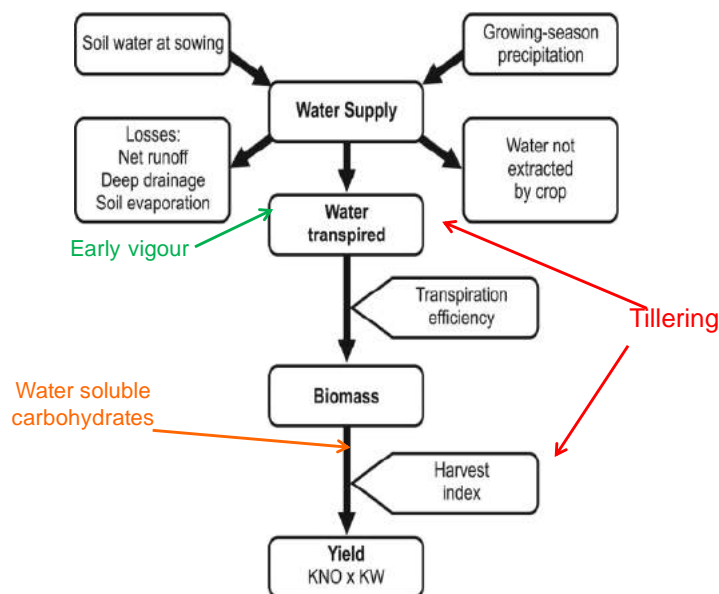 Soil water at sowing
Growing-season
precipitation
Water Supply
Losses:
Net runoff
Deep drainage
Soil evaporation
Water not
extracted
by crop
Water
transpired
Early vigour
Transpiration
efficiency
Tillering
Water soluble
carbohydrates
Biomass
Harvest
index
Yield
KNO x KW